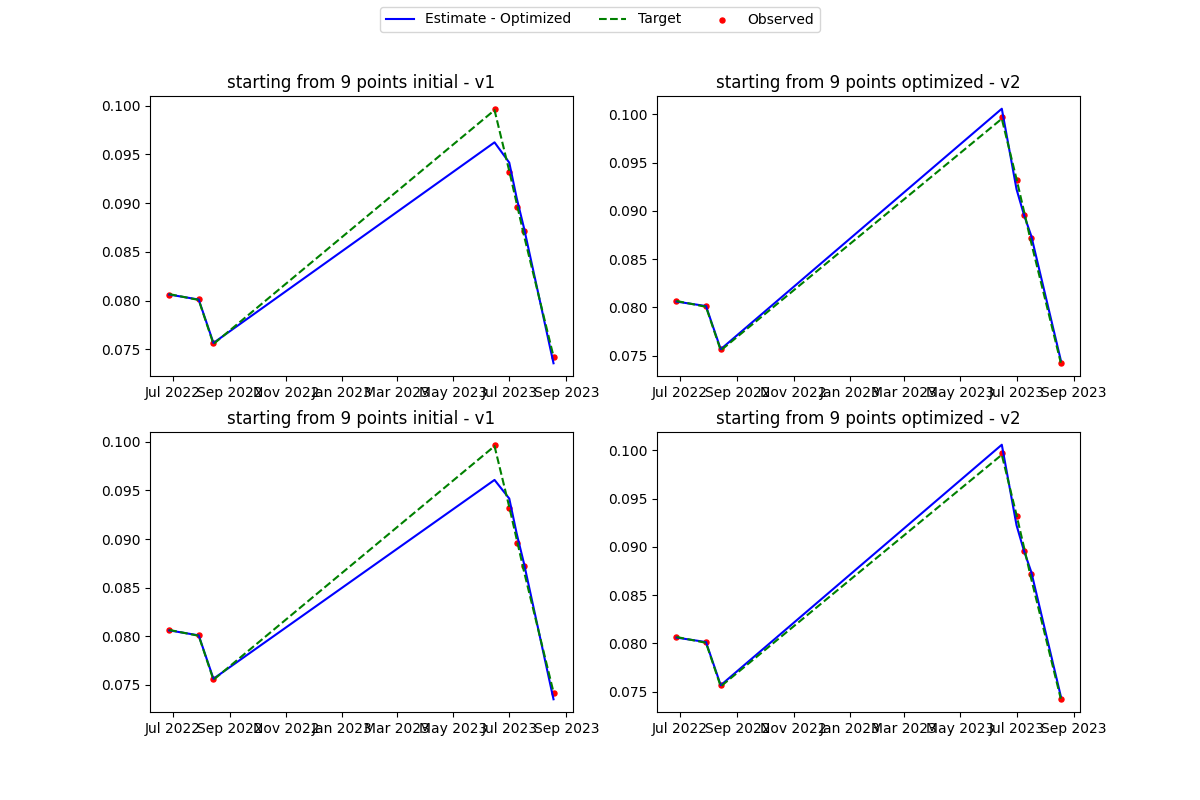 Estimate - Optimized Target Observed
starting from 9 points initial - v1
0.100
0.095
0.090
0.085
0.080
0.075
Jul 2022 Sep 2022 Nov 2022 Jan 2023 Mar 2023 May 2023 Jul 2023 Sep 2023
starting from 9 points optimized - v2
0.100
0.095
0.090
0.085
0.080
0.075
Jul 2022 Sep 2022 Nov 2022 Jan 2023 Mar 2023 May 2023 Jul 2023 Sep 2023
starting from 9 points initial - v1
0.100
0.095
0.090
0.085
0.080
0.075
Jul 2022 Sep 2022 Nov 2022 Jan 2023 Mar 2023 May 2023 Jul 2023 Sep 2023
starting from 9 points optimized - v2
0.100
0.095
0.090
0.085
0.080
0.075
Jul 2022 Sep 2022 Nov 2022 Jan 2023 Mar 2023 May 2023 Jul 2023 Sep 2023